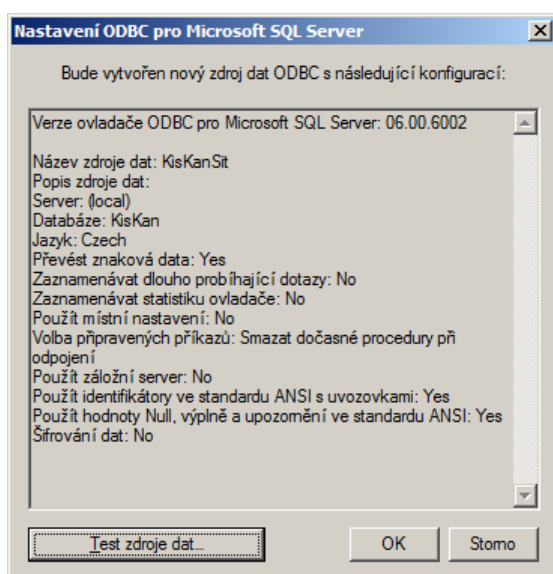 Nastavení ODBC pro Microsoft SQL Server
Bude vytvořen nový zdroj dat ODBC s následující konfigurací:
Verze ovladače ODBC pro Microsoft SQL Server: 06.00.6002
Název zdroje dat: KisKanSit
Popis zdroje dat:
Server: (local)
Databáze: KisKan
Jazyk: Czech
Převést znaková data: Yes
Zaznamenávat dlouho probíhající dotazy: No
Zaznamenávat statistiku ovladače: No
Použít místní nastavení: No
Volba připravených příkazů: Smazat dočasné procedury při
odpojení
Použít záložní server: No
Použít identifikátory ve standardu ANSI s uvozovkami: Yes
Použít hodnoty Null, výplně a upozornění ve standardu ANSI: Yes
Šifrování dat: No
Test zdroje dat...
OK
Storno